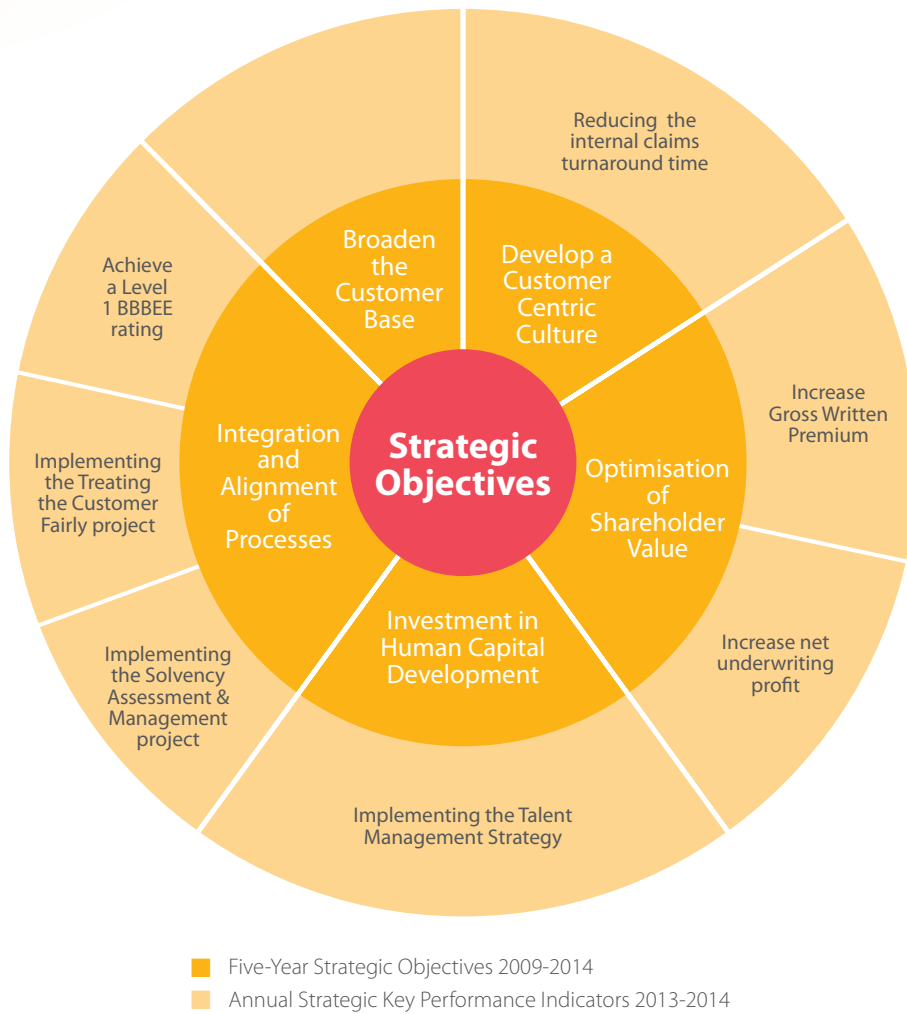 Reducing the
internal claims
turnaround time
Broaden
the
Customer
Base
Develop a
Customer
Centric
Culture
Achieve
a Level
1 BBBEE
rating
Increase
Gross Written
Premium
Integration
and
Alignment
of
Processes
Strategic
Objectives
Optimisation
of
Shareholder
Value
Implementing
the Treating
the Customer
Fairly project
Investment in
Human Capital
Development
Increase net
underwriting
profit
Implementing
the Solvency
Assessment &
Management
project
Implementing the Talent
Management Strategy
Five-Year Strategic Objectives 2009-2014
Annual Strategic Key Performance Indicators 2013-2014